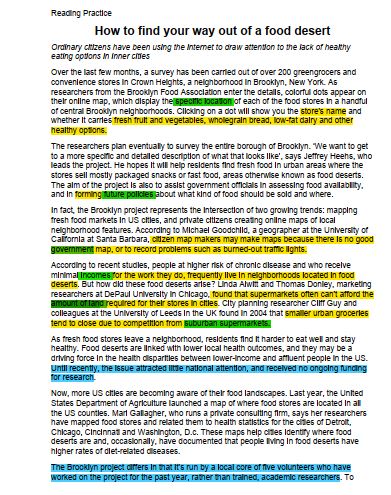 Reading Practice
How to find your way out of a food desert
Ordinary citizens have been using the internet to draw attention to the lack of healthy
eating options in inner cities
Over the last few months, a survey has been carried out of over 200 greengrocers and
convenience stores in Crown Heights, a neighborhood in Brooklyn, New York. As
researchers from the Brooklyn Food Association enter the details, colorful dots appear on
their online map, which display the specific location of each of the food stores in a handful
of central Brooklyn neighborhoods. Clicking on a dot will show you the store's name and
whether it carries fresh fruit and vegetables, wholegrain bread, low-fat dairy and other
healthy options.
The researchers plan eventually to survey the entire borough of Brooklyn. 'We want to get
to a more specific and detailed description of what that looks like', says Jeffrey Heehs, who
leads the project. He hopes it will help residents find fresh food in urban areas where the
stores sell mostly packaged snacks or fast food, areas otherwise known as food deserts.
The aim of the project is also to assist government officials in assessing food availability,
and in forming future policies about what kind of food should be sold and where.
In fact, the Brooklyn project represents the intersection of two growing trends: mapping
fresh food markets in US cities, and private citizens creating online maps of local
neighborhood features. According to Michael Goodchild, a geographer at the University of
California at Santa Barbara, citizen map makers may make maps because there is no good
government map, or to record problems such as burned-out traffic lights.
According to recent studies, people at higher risk of chronic disease and who receive
minimal incomes for the work they do, frequently live in neighborhoods located in food
deserts. But how did these food deserts arise? Linda Alwitt and Thomas Donley, marketing
researchers at DePaul University in Chicago, found that supermarkets often can't afford the
amount of land required for their stores in cities. City planning researcher Cliff Guy and
colleagues at the University of Leeds in the UK found in 2004 that smaller urban groceries
tend to close due to competition from suburban supermarkets.
As fresh food stores leave a neighborhood, residents find it harder to eat well and stay
healthy. Food deserts are linked with lower local health outcomes, and they may be a
driving force in the health disparities between lower-income and affluent people in the US.
Until recently, the issue attracted little national attention, and received no ongoing funding
for research.
Now, more US cities are becoming aware of their food landscapes. Last year, the United
States Department of Agriculture launched a map of where food stores are located in all
the US counties. Mari Gallagher, who runs a private consulting firm, says her researchers
have mapped food stores and related them to health statistics for the cities of Detroit,
Chicago, Cincinnati and Washington, D.c. These maps help cities identify where food
deserts are and, occasionally, have documented that people living in food deserts have
higher rates of diet-related diseases.
The Brooklyn project differs in that it's run by a local core of five volunteers who have
worked on the project for the past year, rather than trained, academic researchers. To